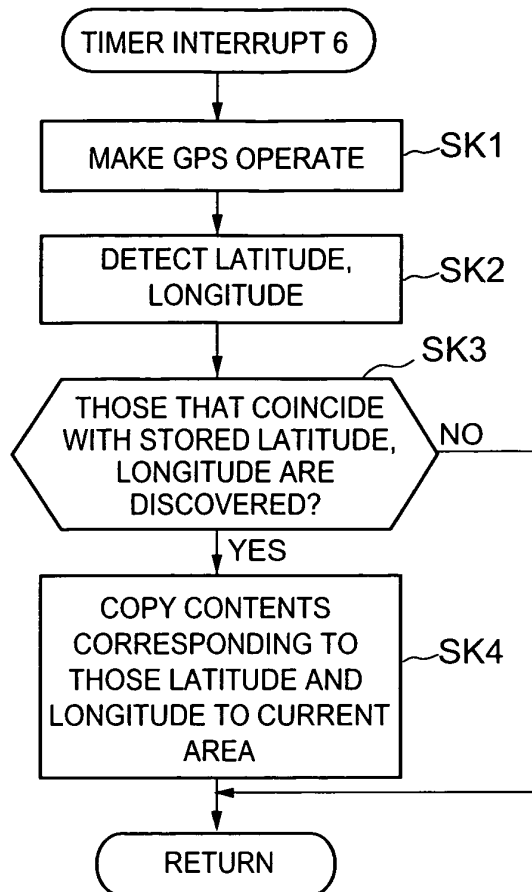 TIMER INTERRUPT 6
MAKE GPS OPERATE
SK1
DETECT LATITUDE,
LONGITUDE
SK2
SK3
THOSE THAT COINCIDE
WITH STORED LATITUDE,
LONGITUDE ARE
DISCOVERED?
NO
YES
COPY CONTENTS
CORRESPONDING TO
THOSE LATITUDE AND
LONGITUDE TO CURRENT
AREA
SK4
RETURN